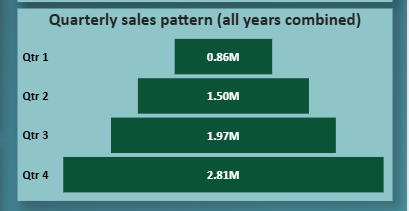 Quarterly sales pattern (all years combined)
Qtr 1 0.86M
Qtr 2 1.50M
Qtr 3 1.97M
Qtr 4 2.81M